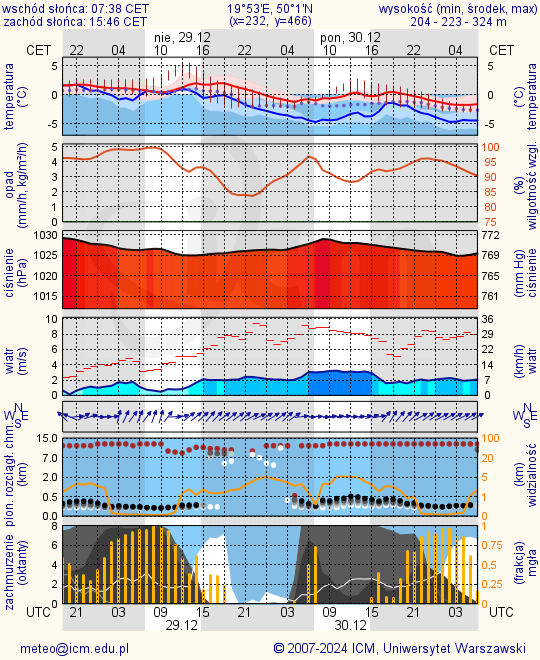 wschód słońca: 07:38 CET
zachód słońca: 15:46 CET
19°53'E, 50°1'N
(x=232, y=466)
wysokość (min, środek, max)
204 - 223 - 324 m
nie, 29.12
pon, 30.12
CET 22 04 10 16 22 04 10 16 22 04 CET
temperatura
(°C)
5
0
-5
5
0
-5
(°C)
temperatura
opad
(mm/h, kg/m²/h)
5
4
3
2
1
0
100
95
90
85
80
75
(%)
wilgotność wzgl.
ciśnienie
(hPa)
1030
1025
1020
1015
772
769
765
761
(mm Hg)
ciśnienie
wiatr
(m/s)
10
8
6
4
2
0
36
29
22
14
7
0
(km/h)
wiatr
N
W E
S
N
W E
S
pion. rozciągł. chm.
(km)
15.0
7.0
2.0
0.5
0.0
100
20
5
1
0
(km)
widzialność
zachmurzenie
(oktanty)
8
6
4
2
0
1
0.75
0.5
0.25
0
(frakcja)
mgła
UTC 21 03 09 15 21 03 09 15 21 03 UTC
29.12
30.12
meteo@icm.edu.pl
© 2007-2024 ICM, Uniwersytet Warszawski